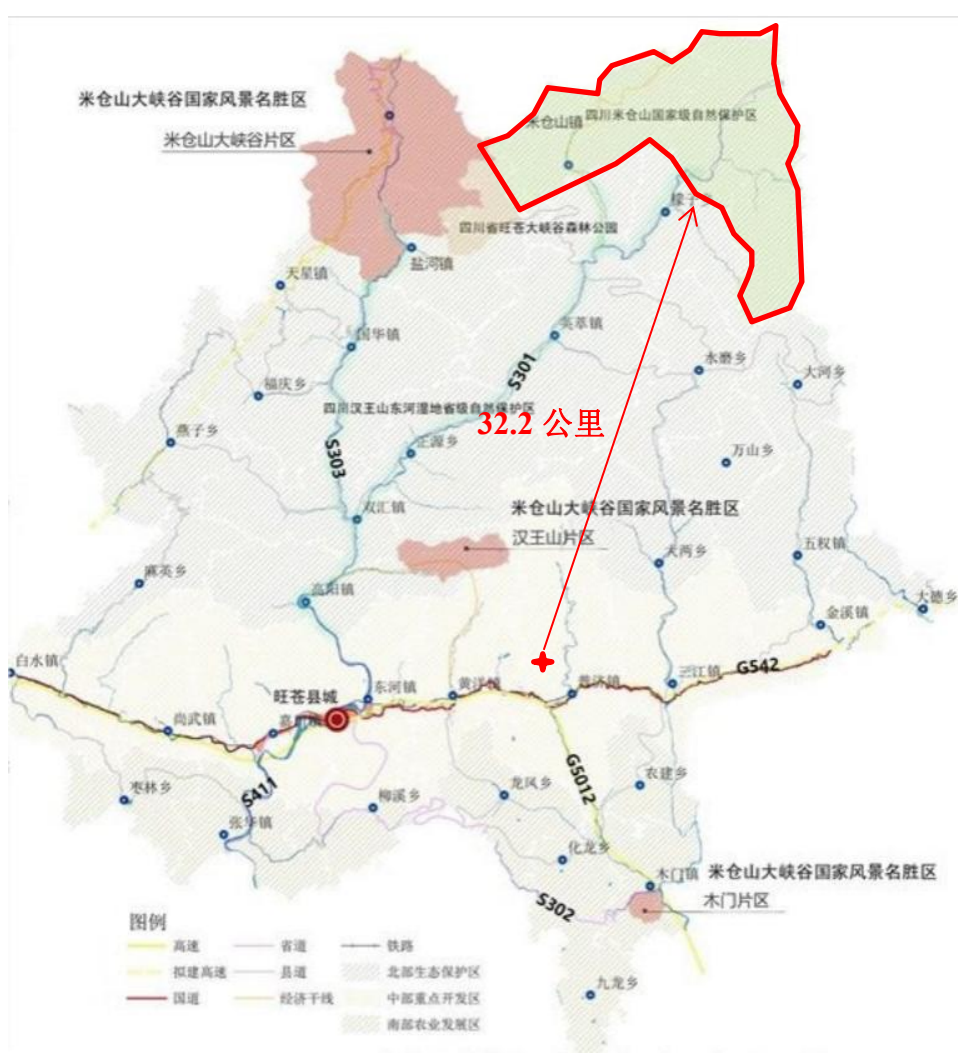 米仓山大峡谷国家风景名胜区
米仓山大峡谷片区
米仓山镇
四川米仓山国家级自然保护区
檬子乡
四川省旺苍大峡谷森林公园
盐河镇
天星镇
国华镇
英萃镇
水磨乡
大河乡
福庆乡
S301
四川汉王山东河湿地省级自然保护区
32.2 公里
燕子乡
正源乡
S303
万山乡
双汇镇
米仓山大峡谷国家风景名胜区
汉王山片区
大两乡
五权镇
麻英乡
高阳镇
大德乡
金溪镇
白水镇
G542
三江镇
旺苍县城
东河镇
黄洋镇
普济镇
尚武镇
S411
G5012
农建乡
枣林乡
柳溪乡
龙凤乡
张华镇
化龙乡
木门镇
米仓山大峡谷国家风景名胜区
木门片区
S302
九龙乡
图例
高速
省道
铁路
拟建高速
县道
北部生态保护区
国道
经济干线
中部重点开发区
南部农业发展区